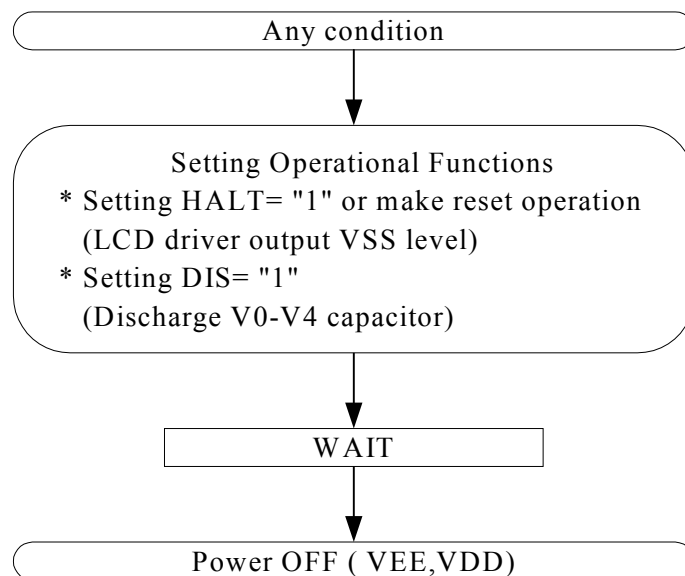 Any condition
Setting Operational Functions
* Setting HALT= "1" or make reset operation
(LCD driver output VSS level)
* Setting DIS= "1"
(Discharge V0-V4 capacitor)
WAIT
Power OFF ( VEE,VDD)